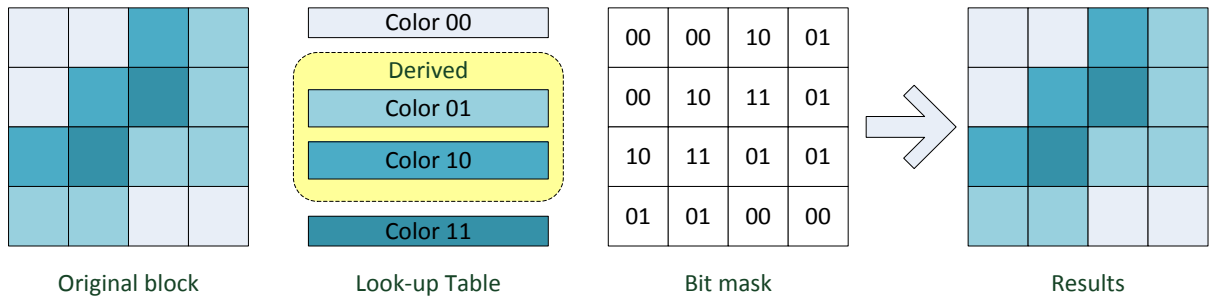 Color 00
Derived
Color 01
Color 10
Color 11
00 00 10 01
00 10 11 01
10 11 01 01
01 01 00 00
Original block
Look-up Table
Bit mask
Results